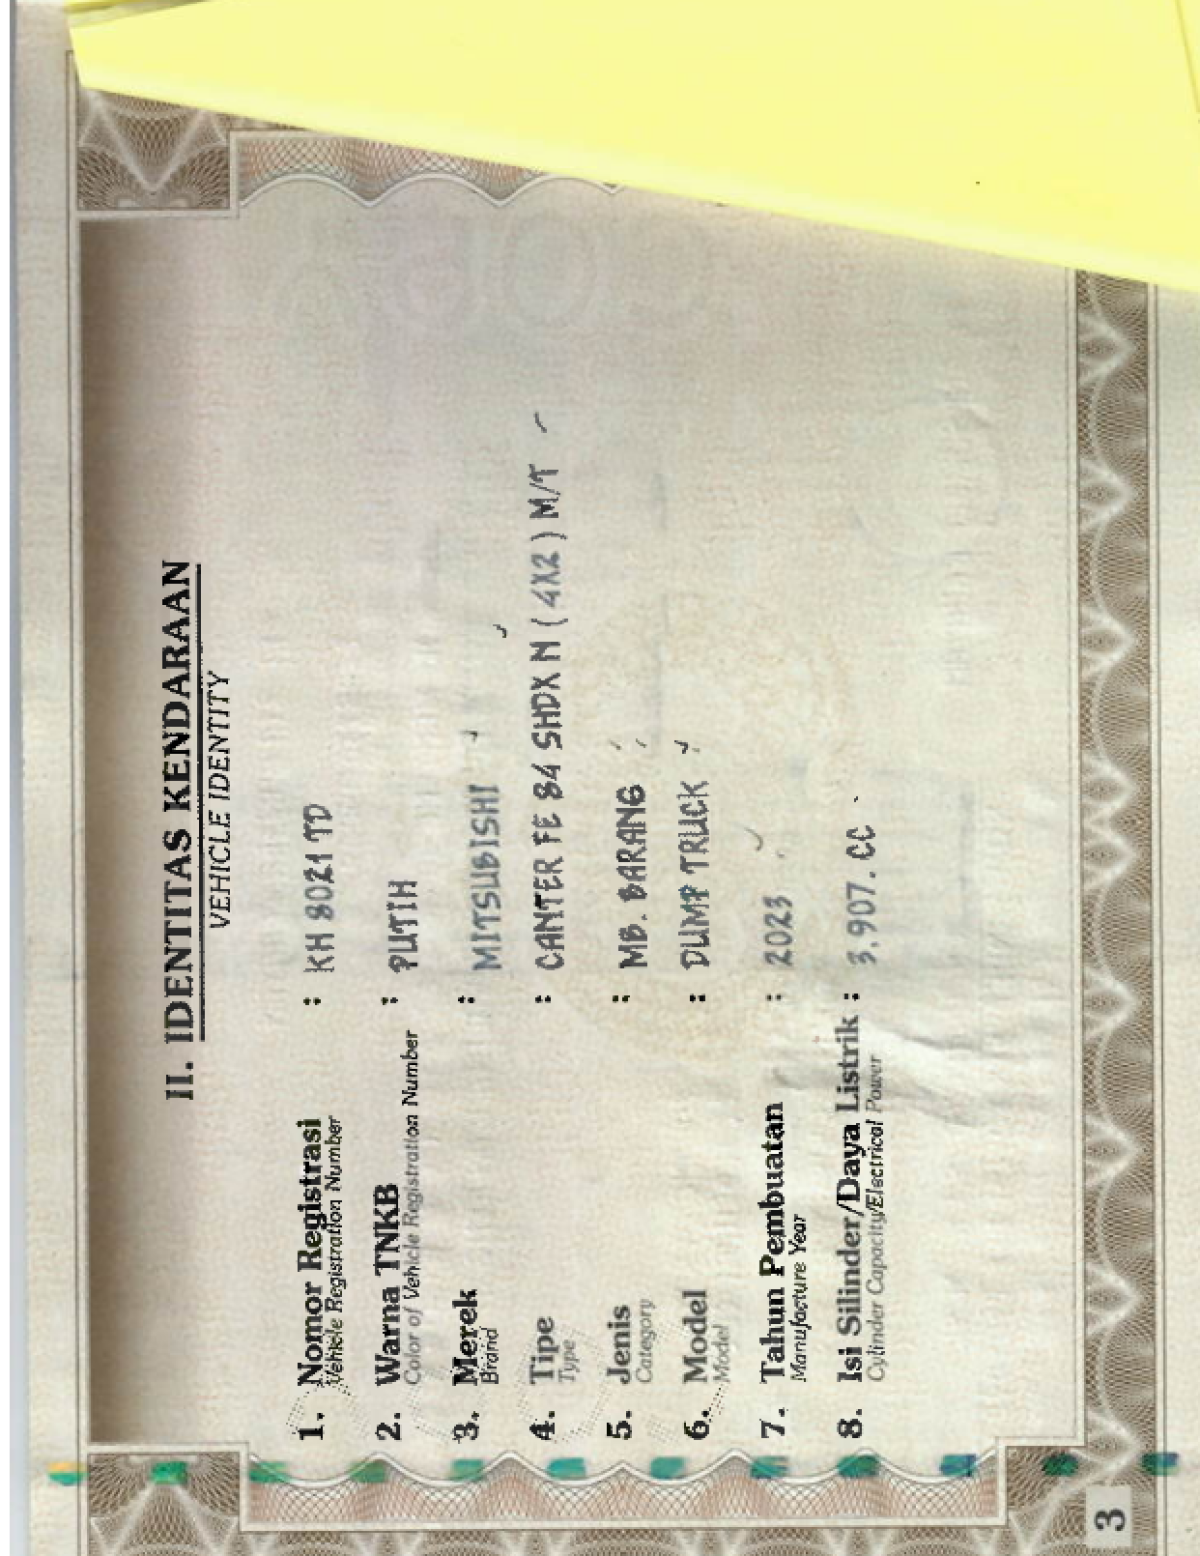 II. IDENTITAS KENDARAAN
VEHICLE IDENTITY
1. Nomor Registrasi : KH 8021 TD
Vehicle Registration Number
2. Warna TNKB : PUTIH
Color of Vehicle Registration Number
3. Merek : MITSUBISHI
Brand
4. Tipe : CANTER FE 84 SHDX N ( 4X2 ) M/T
Type
5. Jenis : MB. BARANG
Category
6. Model : DUMP TRUCK
Model
7. Tahun Pembuatan : 2023
Manufacture Year
8. Isi Silinder/Daya Listrik : 3.907. CC
Cylinder Capacity/Electrical Power
3